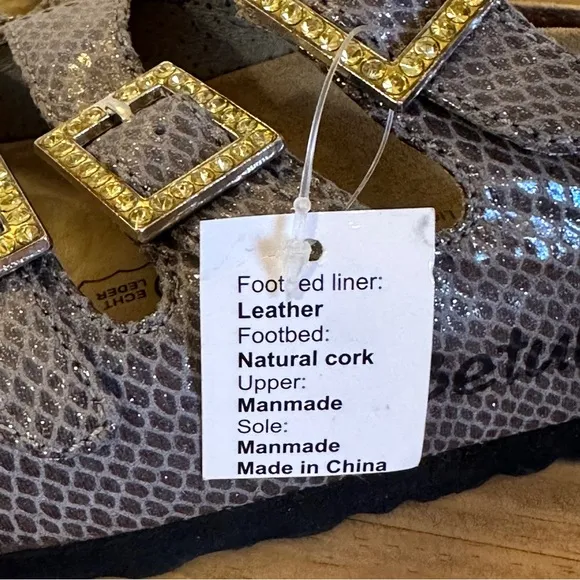 Foot ed liner:
Leather
Footbed:
Natural cork
Upper:
Manmade
Sole:
Manmade
Made in China
ECHT
LEDER